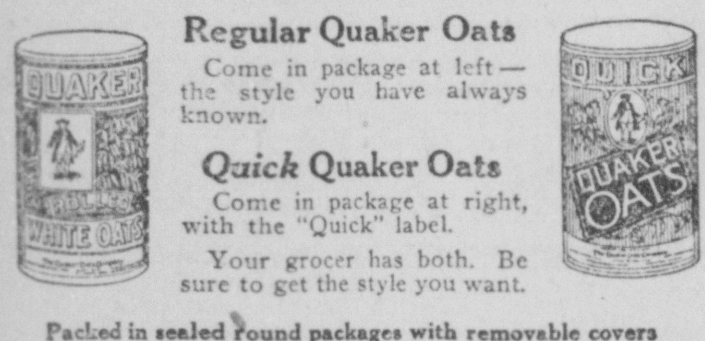 QUAKER
ROLLED
WHITE OATS
Regular Quaker Oats
Come in package at left —
the style you have always
known.
Quick Quaker Oats
Come in package at right,
with the "Quick" label.
Your grocer has both. Be
sure to get the style you want.
QUICK
QUAKER
OATS
Packed in sealed round packages with removable covers